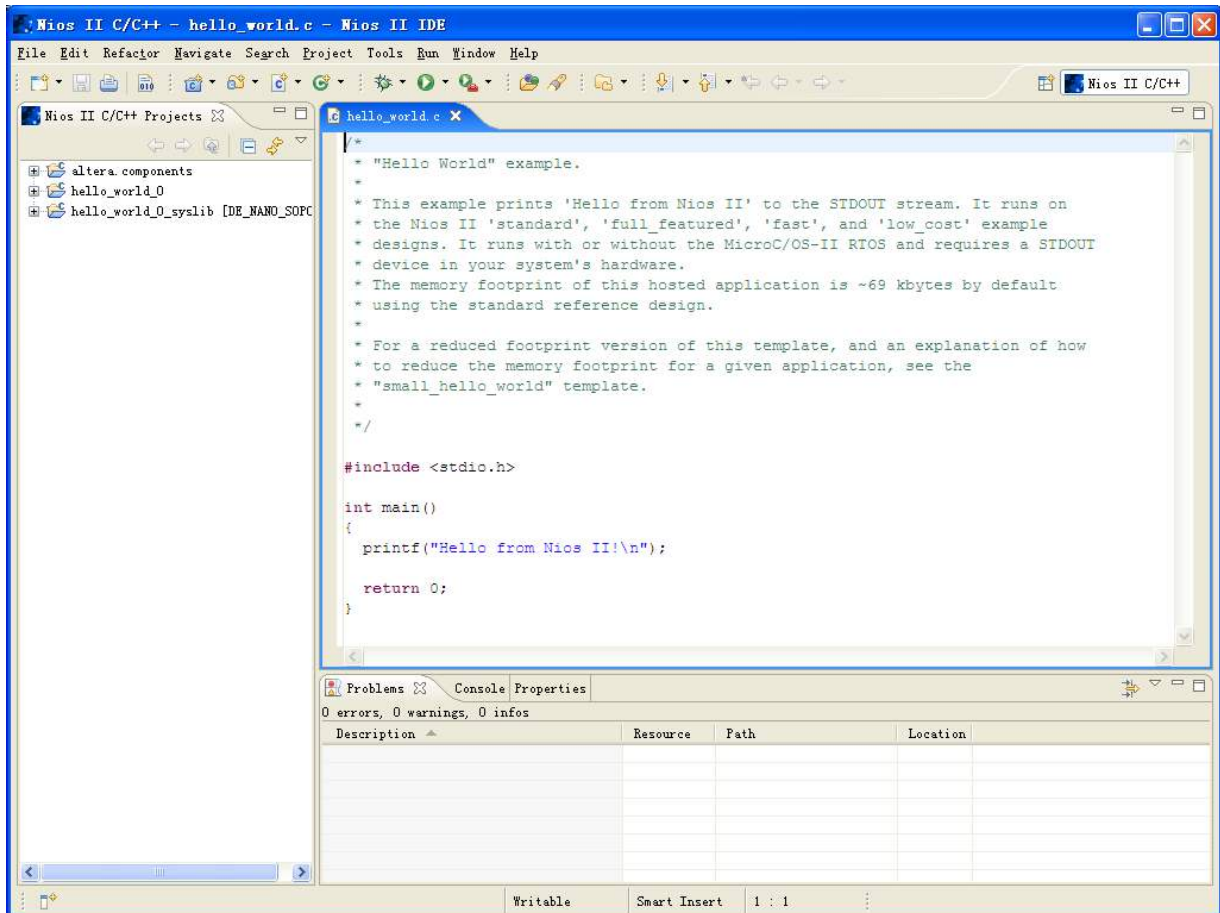 Nios II C/C++ - hello_world.c - Nios II IDE
File Edit Refactor Navigate Search Project Tools Run Window Help
Nios II C/C++
Nios II C/C++ Projects
altera.components
hello_world_0
hello_world_0_syslib [DE_NANO_SOPC
hello_world.c
/*
 * "Hello World" example.
 *
 * This example prints 'Hello from Nios II' to the STDOUT stream. It runs on
 * the Nios II 'standard', 'full_featured', 'fast', and 'low_cost' example
 * designs. It runs with or without the MicroC/OS-II RTOS and requires a STDOUT
 * device in your system's hardware.
 * The memory footprint of this hosted application is ~69 kbytes by default
 * using the standard reference design.
 *
 * For a reduced footprint version of this template, and an explanation of how
 * to reduce the memory footprint for a given application, see the
 * "small_hello_world" template.
 *
 */
#include <stdio.h>
int main()
{
  printf("Hello from Nios II!\n");
  return 0;
}
Problems Console Properties
0 errors, 0 warnings, 0 infos
Description Resource Path Location
Writable Smart Insert 1 : 1